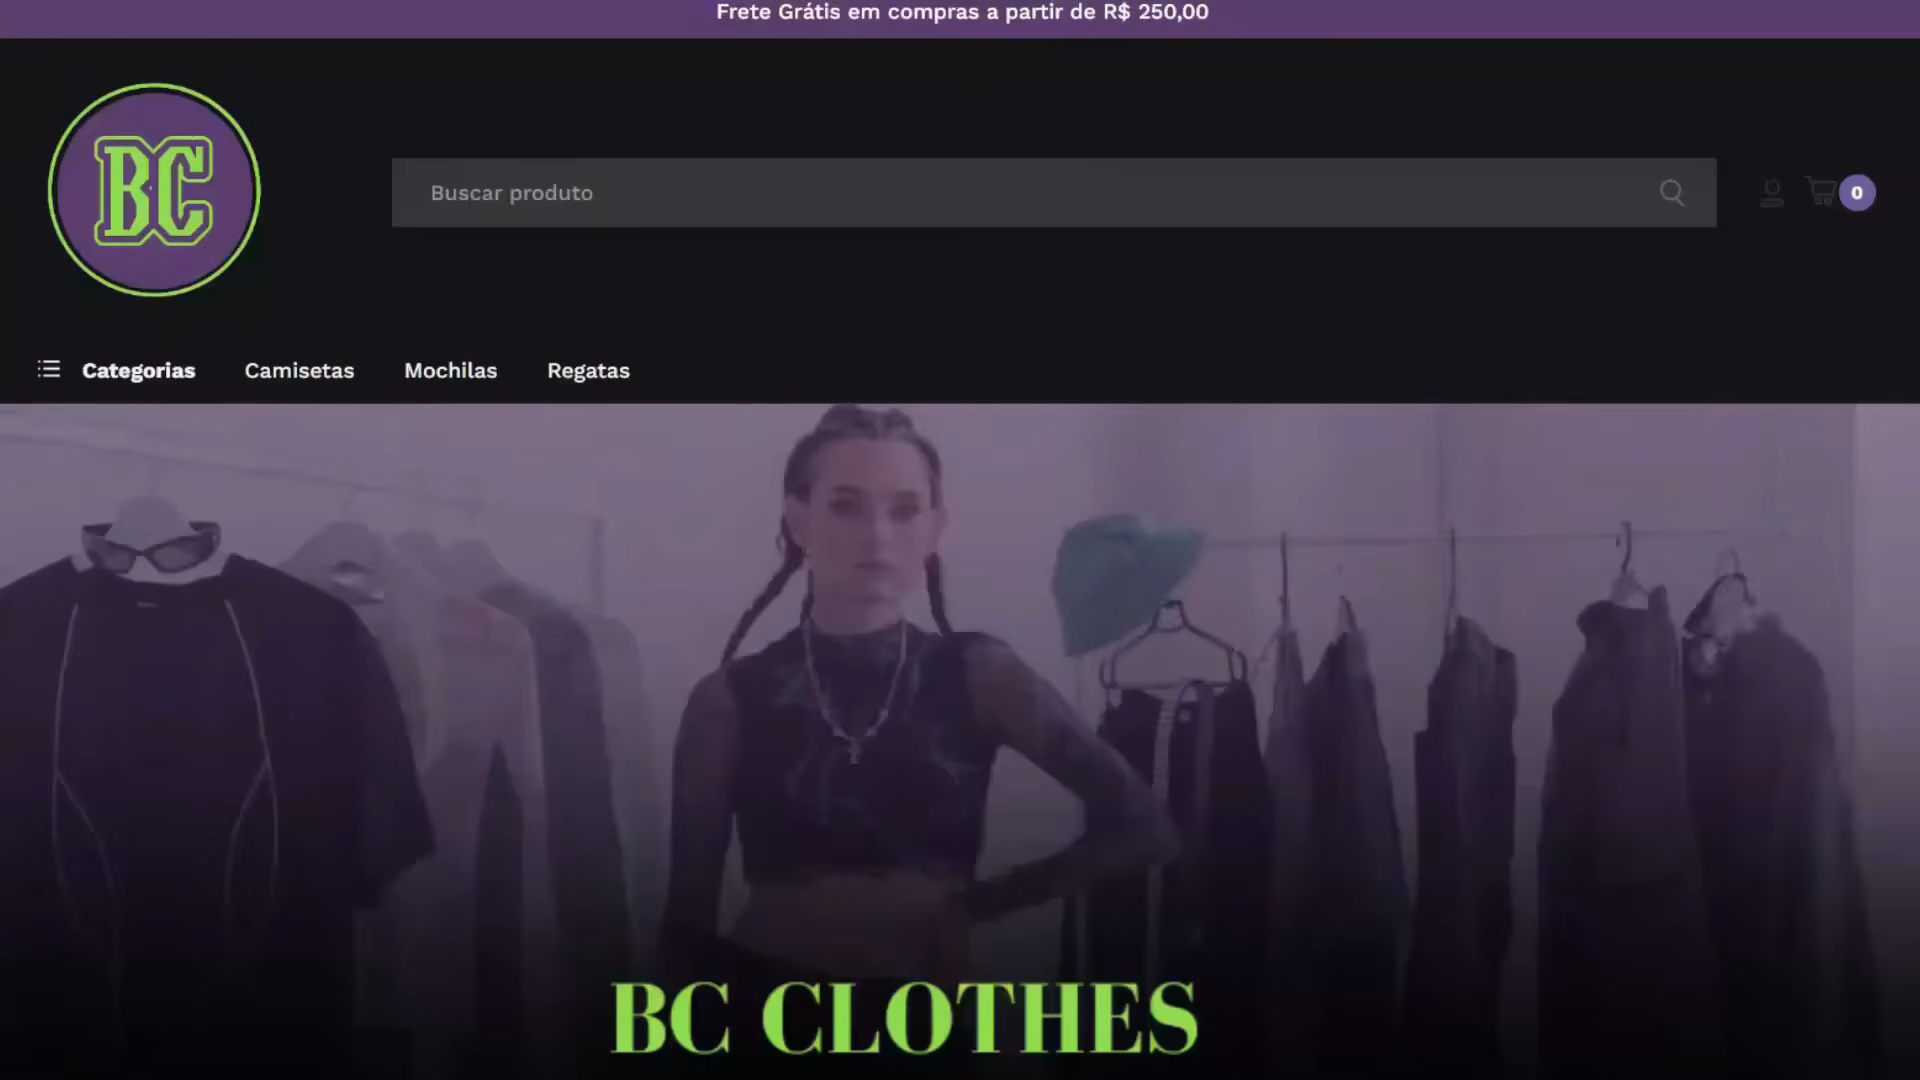 Frete Grátis em compras a partir de R$ 250,00
BC
Buscar produto
0
Categorias Camisetas Mochilas Regatas
BC CLOTHES